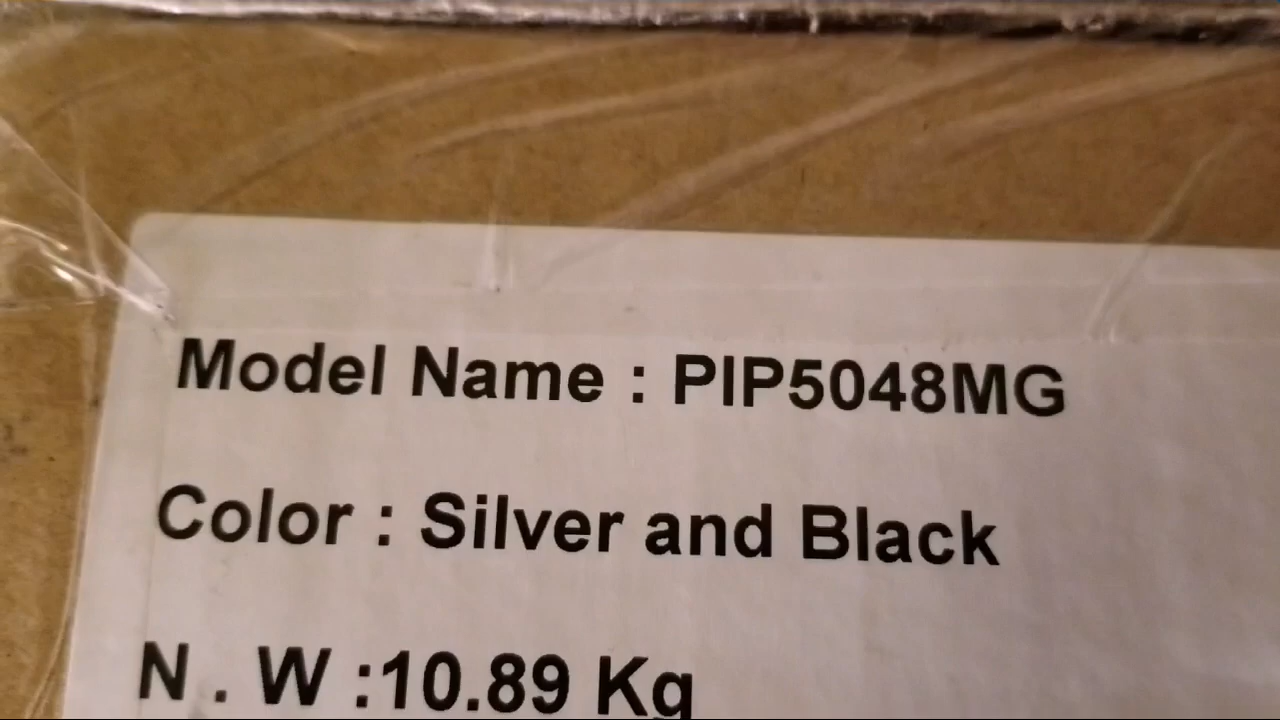 Model Name : PIP5048MG
Color : Silver and Black
N . W :10.89 Kg